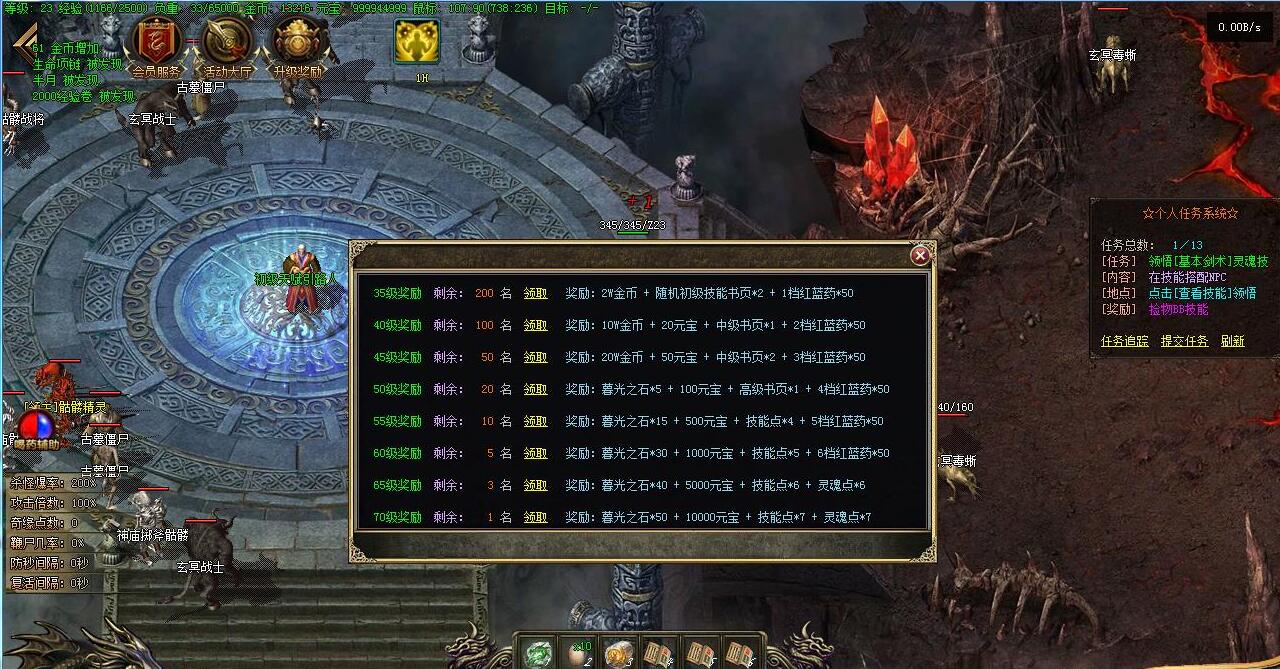 等级: 23 经验(1166/2500) 负重: 33/65000 金币: 13216 元宝: 999944999 鼠标: 107:90(738:236) 目标: -/-
0.00B/s
61 金币增加
生命项链 被发现
半月 被发现
2000经验卷 被发现
会员服务
活动大厅
升级奖励
1H
玄冥毒蜥
古墓僵尸
骷髅战将
玄冥战士
+1
345/345/Z23
初级天赋引路人
☆个人任务系统☆
任务总数: 1／13
[任务] 领悟[基本剑术]灵魂技
[内容] 在技能搭配NPC
[地点] 点击[查看技能]领悟
[奖励] 捡物BB技能
任务追踪 提交任务 刷新
35级奖励 剩余: 200 名 领取 奖励: 2W金币 + 随机初级技能书页*2 + 1档红蓝药*50
40级奖励 剩余: 100 名 领取 奖励: 10W金币 + 20元宝 + 中级书页*1 + 2档红蓝药*50
45级奖励 剩余: 50 名 领取 奖励: 20W金币 + 50元宝 + 中级书页*2 + 3档红蓝药*50
50级奖励 剩余: 20 名 领取 奖励: 暮光之石*5 + 100元宝 + 高级书页*1 + 4档红蓝药*50
55级奖励 剩余: 10 名 领取 奖励: 暮光之石*15 + 500元宝 + 技能点*4 + 5档红蓝药*50
60级奖励 剩余: 5 名 领取 奖励: 暮光之石*30 + 1000元宝 + 技能点*5 + 6档红蓝药*50
65级奖励 剩余: 3 名 领取 奖励: 暮光之石*40 + 5000元宝 + 技能点*6 + 灵魂点*6
70级奖励 剩余: 1 名 领取 奖励: 暮光之石*50 + 10000元宝 + 技能点*7 + 灵魂点*7
40/160
冥毒蜥
骷髅精灵
喝药辅助
古墓僵尸
古墓僵尸
杀怪爆率: 200%
攻击倍数: 100%
奇缘点数: 0
鞭尸几率: 0%
防秒间隔: 0秒
复活间隔: 0秒
神庙掷斧骷髅
玄冥战士
x10